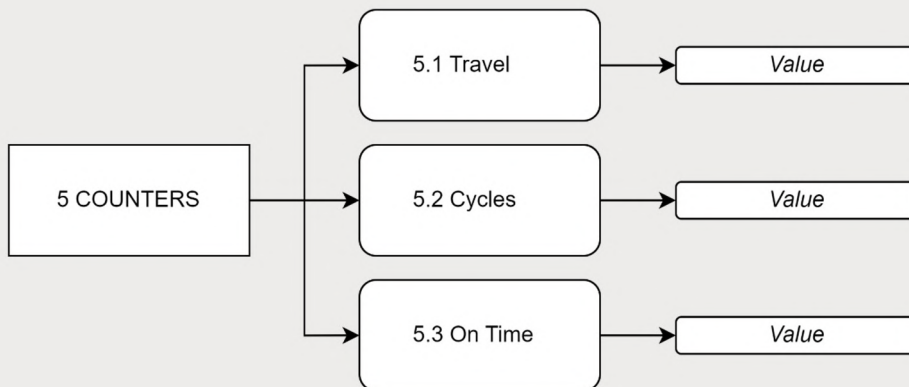 5 COUNTERS
5.1 Travel
Value
5.2 Cycles
Value
5.3 On Time
Value